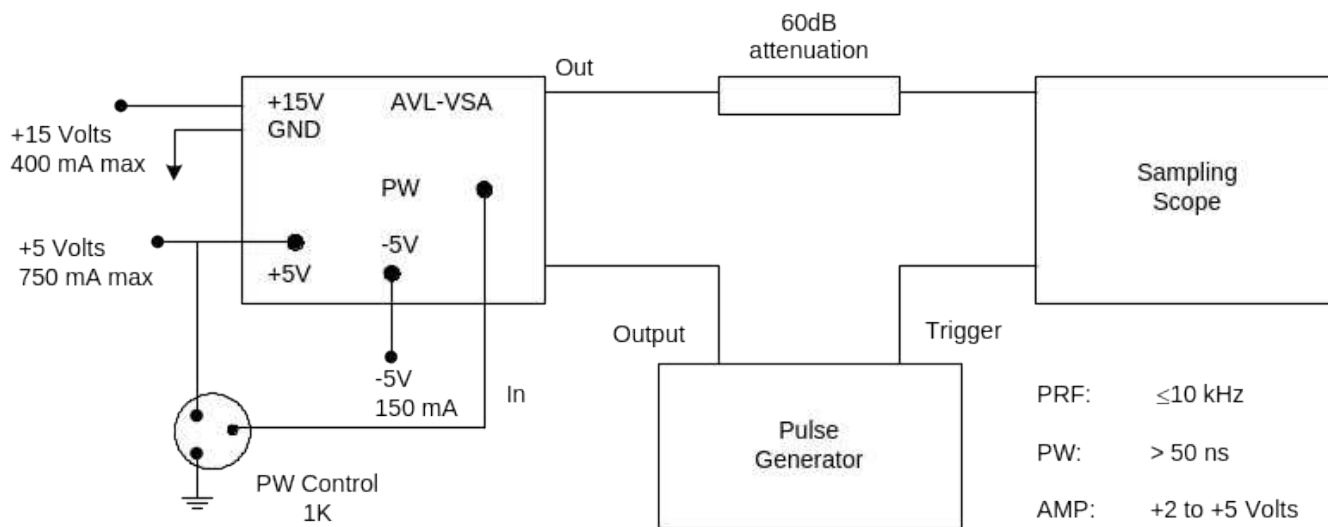 60dB
attenuation
Out
+15V
AVL-VSA
GND
+15 Volts
400 mA max
PW
Sampling
Scope
+5 Volts
750 mA max
-5V
+5V
Output
Trigger
-5V
150 mA
In
PW Control
1K
Pulse
Generator
PRF: ≤10 kHz
PW: > 50 ns
AMP: +2 to +5 Volts